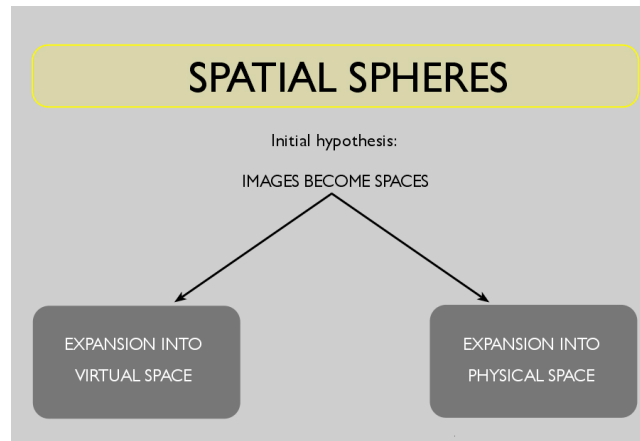 SPATIAL SPHERES
Initial hypothesis:
IMAGES BECOME SPACES
EXPANSION INTO
VIRTUAL SPACE
EXPANSION INTO
PHYSICAL SPACE